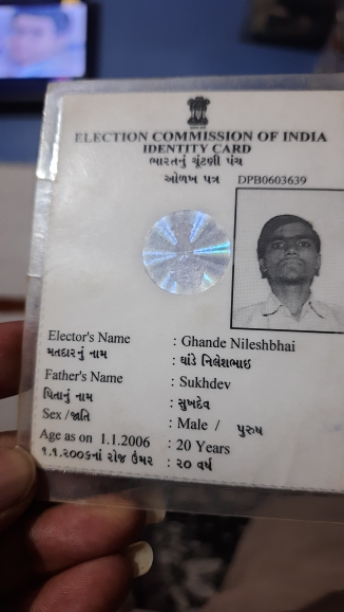 ELECTION COMMISSION OF INDIA
IDENTITY CARD
ભારતનું ચૂંટણી પંચ
ઓળખ પત્ર DPB0603639
Elector's Name : Ghande Nileshbhai
મતદારનું નામ : ઘાંડે નિલેશભાઇ
Father's Name : Sukhdev
પિતાનું નામ : સુખદેવ
Sex /જાતિ : Male / પુરુષ
Age as on 1.1.2006 : 20 Years
૧.૧.૨૦૦૬નાં રોજ ઉંમર : ૨૦ વર્ષ